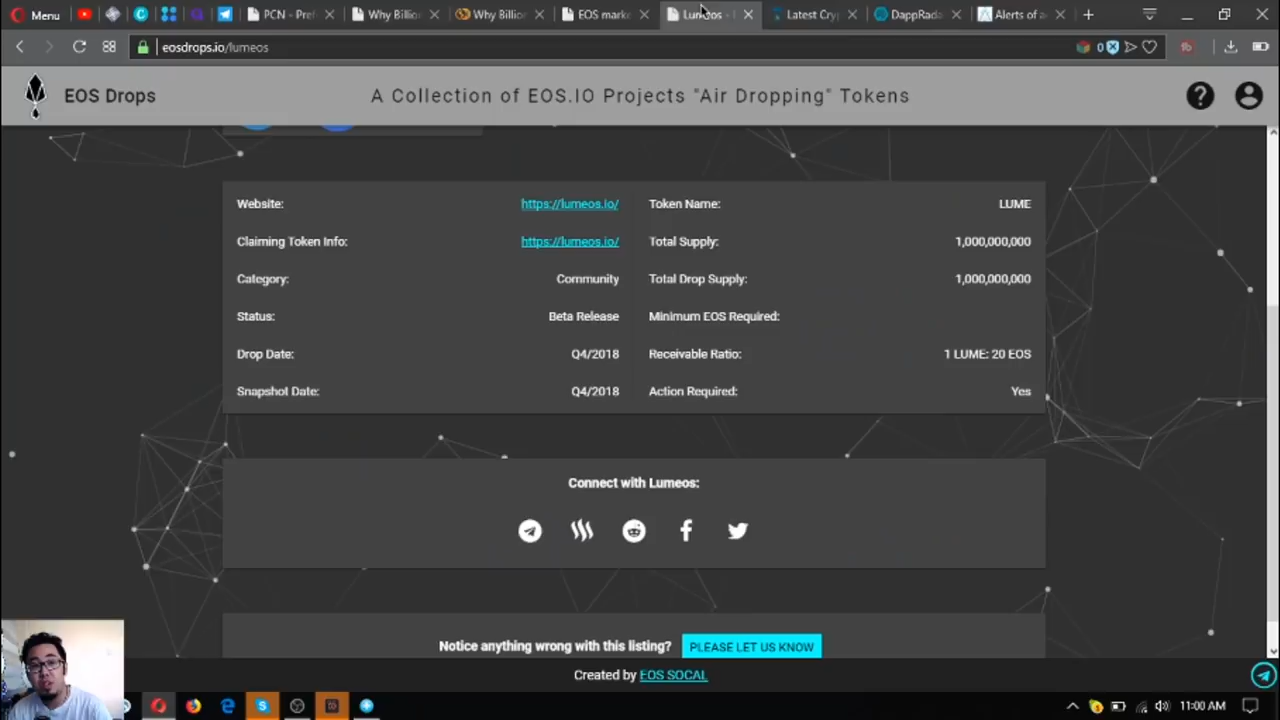 Menu
PCN - Pref
Why Billion
Why Billion
EOS marke
Lumeos -
Latest Cryp
DappRada
Alerts of a
eosdrops.io/lumeos
0
EOS Drops
A Collection of EOS.IO Projects "Air Dropping" Tokens
Website: https://lumeos.io/ Token Name: LUME
Claiming Token Info: https://lumeos.io/ Total Supply: 1,000,000,000
Category: Community Total Drop Supply: 1,000,000,000
Status: Beta Release Minimum EOS Required:
Drop Date: Q4/2018 Receivable Ratio: 1 LUME: 20 EOS
Snapshot Date: Q4/2018 Action Required: Yes
Connect with Lumeos:
Notice anything wrong with this listing? PLEASE LET US KNOW
Created by EOS SOCAL
11:00 AM